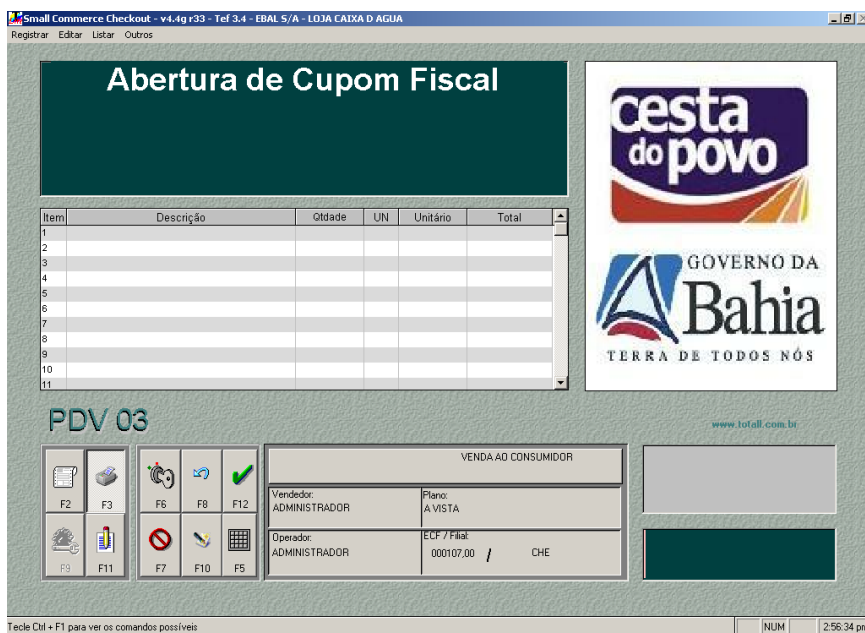 Small Commerce Checkout - v4.4g r33 - Tef 3.4 - EBAL S/A - LOJA CAIXA D AGUA
Registrar Editar Listar Outros
Abertura de Cupom Fiscal
cesta
do povo
GOVERNO DA
Bahia
TERRA DE TODOS NÓS
Item Descrição Qtdade UN Unitário Total
1
2
3
4
5
6
7
8
9
10
11
PDV 03
www.totall.com.br
VENDA AO CONSUMIDOR
F2 F3 F6 F8 F12
Vendedor: Plano:
ADMINISTRADOR A VISTA
Operador: ECF / Filial:
ADMINISTRADOR 000107,00 / CHE
F9 F11 F7 F10 F5
Tecle Ctrl + F1 para ver os comandos possíveis NUM 2:56:34 pm